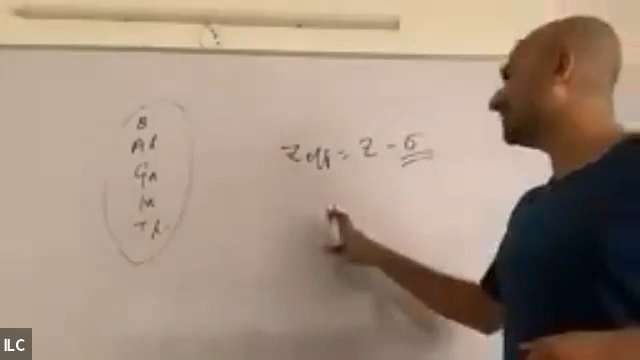 B
Al
Ga
In
Tl
Zeff = Z - σ
ILC